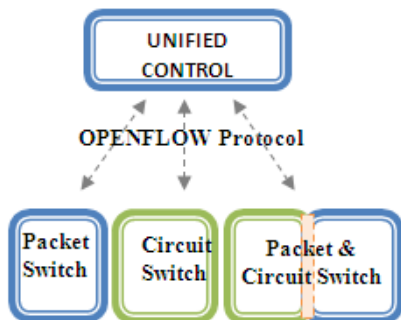 UNIFIED
CONTROL
OPENFLOW Protocol
Packet
Switch
Circuit
Switch
Packet &
Circuit Switch